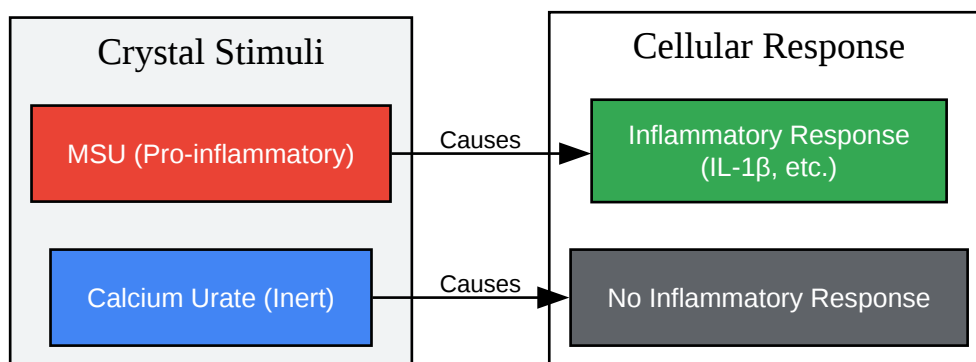 Crystal Stimuli
Cellular Response
MSU (Pro-inflammatory)
Causes
Inflammatory Response
(IL-1β, etc.)
Calcium Urate (Inert)
Causes
No Inflammatory Response